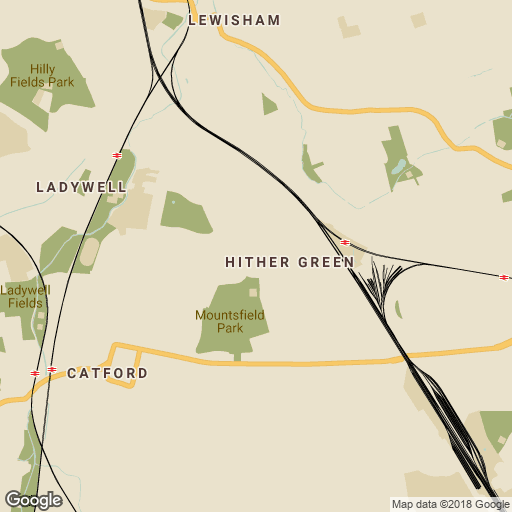 LEWISHAM
Hilly
Fields Park
LADYWELL
HITHER GREEN
Ladywell
Fields
Mountsfield
Park
CATFORD
Google
Map data ©2018 Google